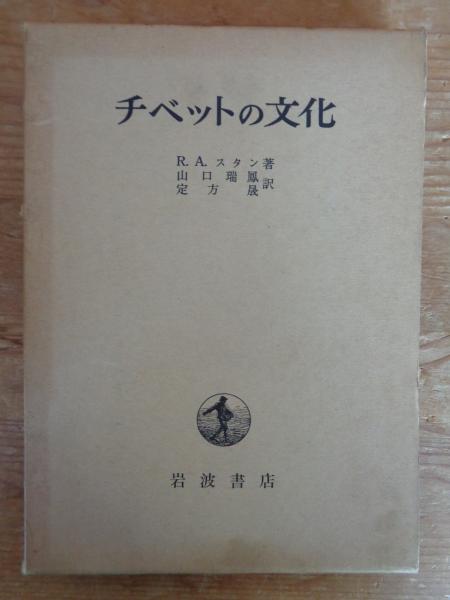 チベットの文化
R. A. スタン著
山口瑞鳳
定方晟訳
岩波書店